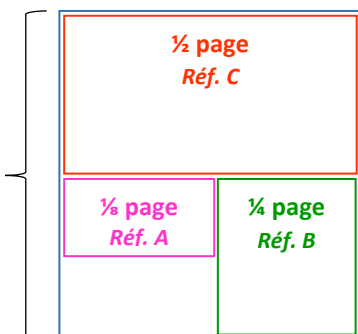 ½ page
Réf. C
⅛ page
Réf. A
¼ page
Réf. B